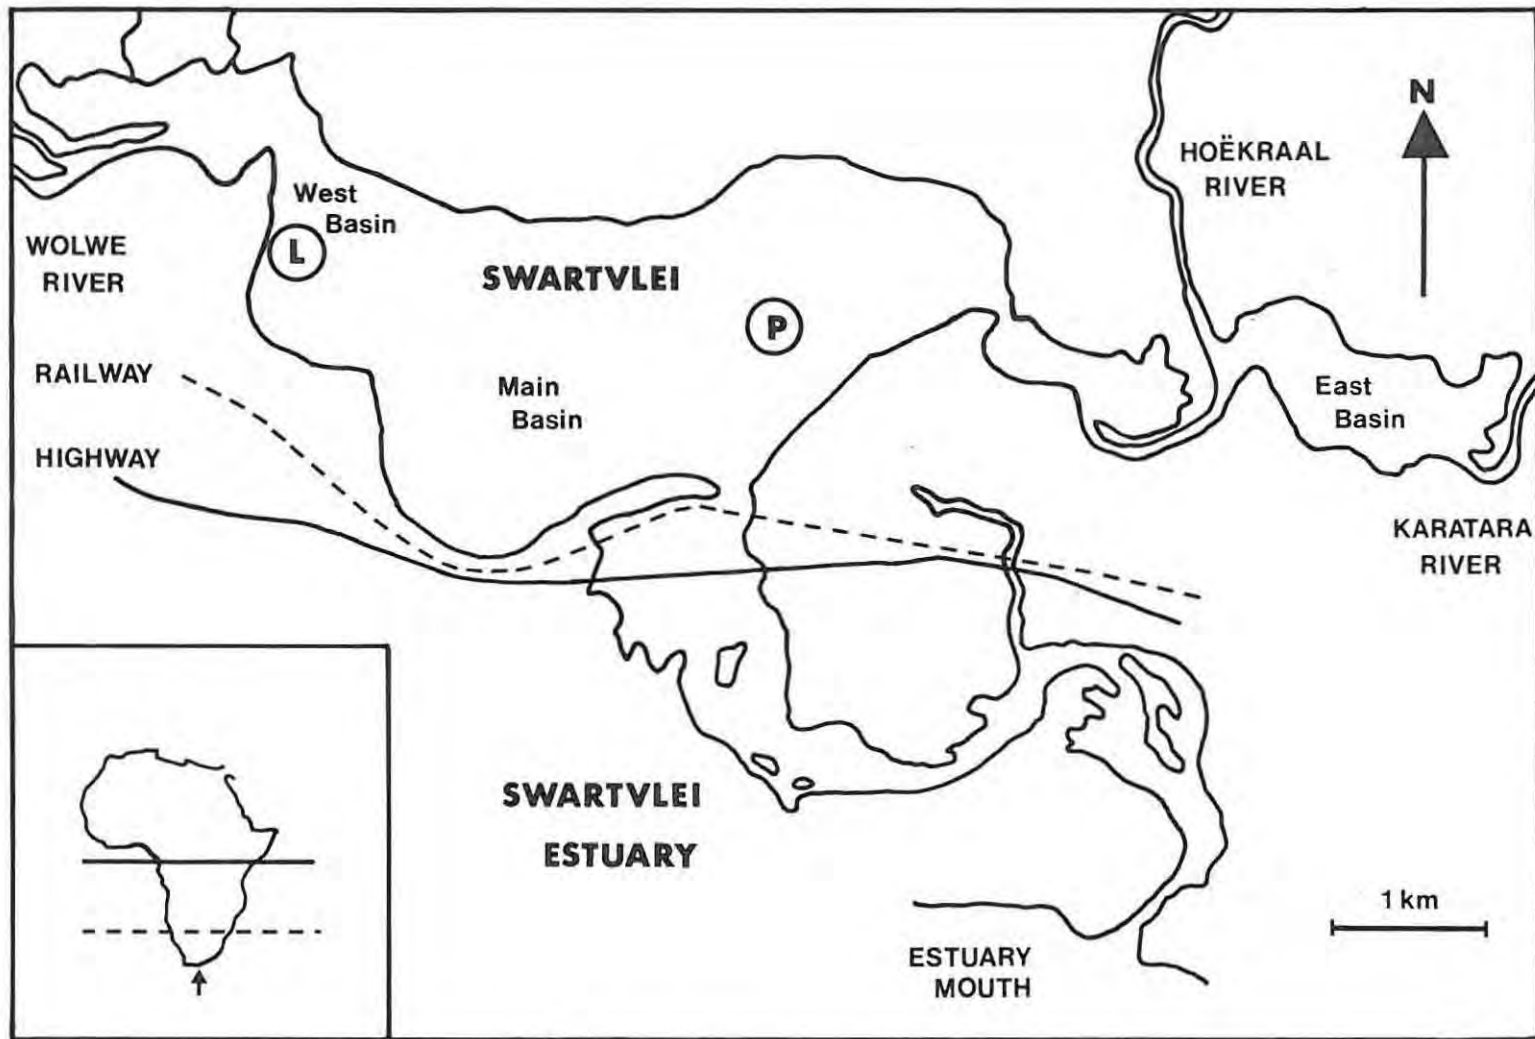 N
HOËKRAAL
RIVER
West
Basin
WOLWE
RIVER
L
SWARTVLEI
P
RAILWAY
Main
Basin
East
Basin
HIGHWAY
KARATARA
RIVER
SWARTVLEI
ESTUARY
1 km
ESTUARY
MOUTH